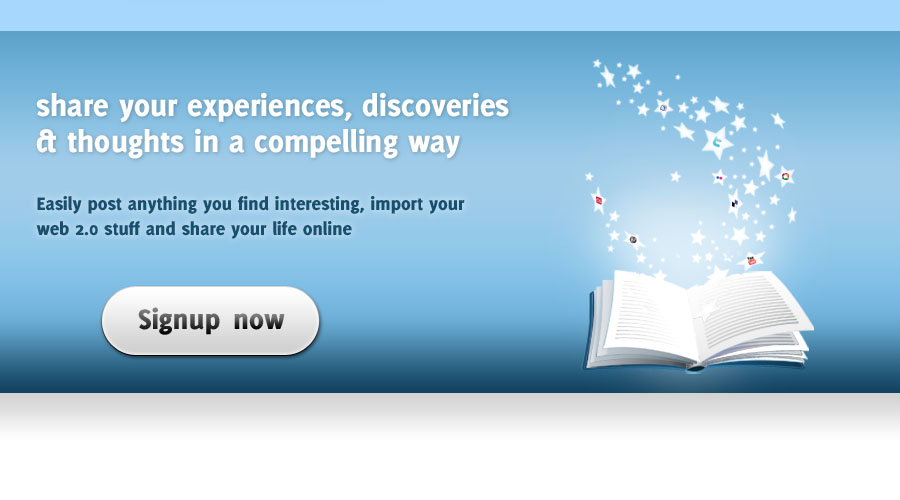 share your experiences, discoveries
& thoughts in a compelling way
Easily post anything you find interesting, import your
web 2.0 stuff and share your life online
Signup now